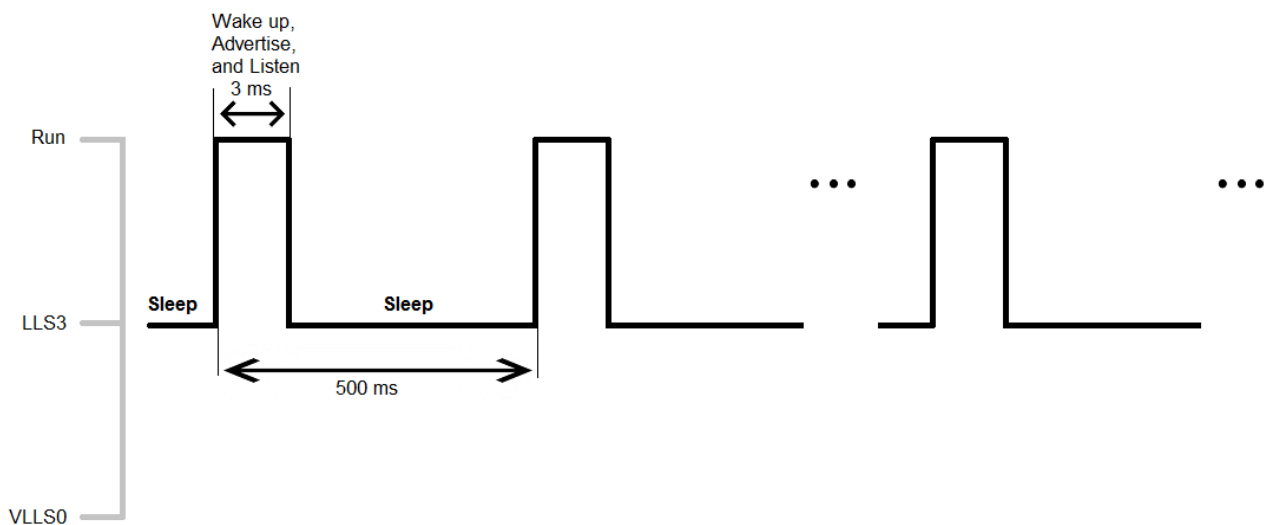 Wake up,
Advertise,
and Listen
3 ms
Run
Sleep
Sleep
LLS3
500 ms
VLLS0